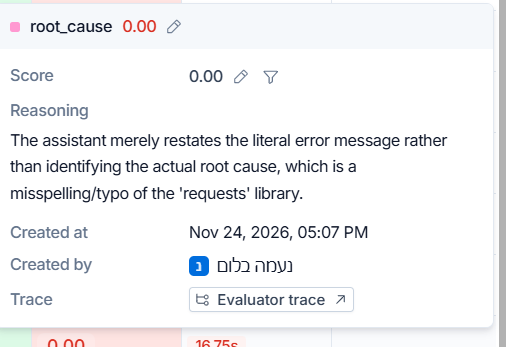 root_cause 0.00
Score 0.00
Reasoning
The assistant merely restates the literal error message rather
than identifying the actual root cause, which is a
misspelling/typo of the 'requests' library.
Created at Nov 24, 2026, 05:07 PM
Created by נ נעמה בלום
Trace Evaluator trace
0.00 16.75s